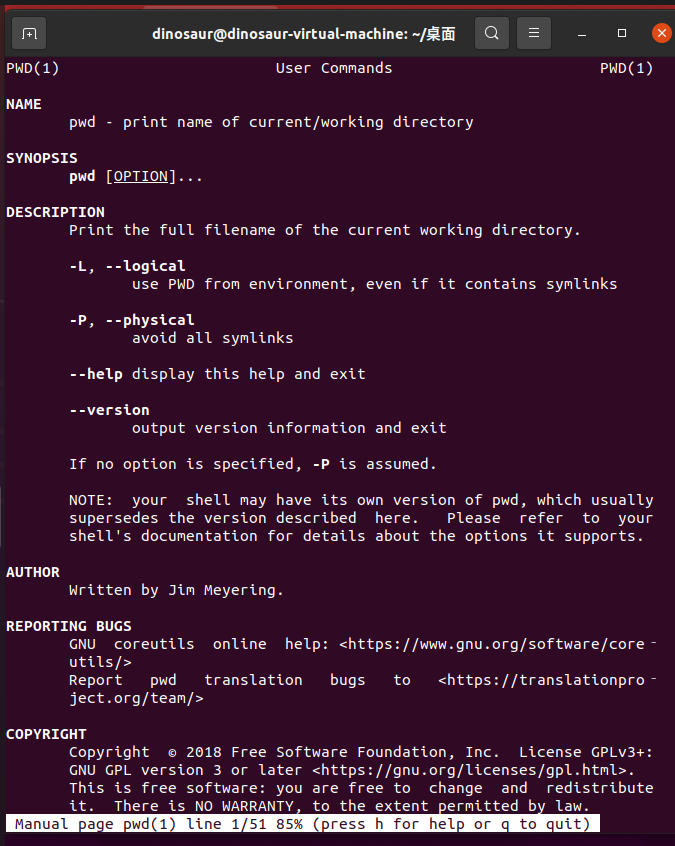 dinosaur@dinosaur-virtual-machine: ~/桌面
PWD(1) User Commands PWD(1)
NAME
pwd - print name of current/working directory
SYNOPSIS
pwd [OPTION]...
DESCRIPTION
Print the full filename of the current working directory.
-L, --logical
use PWD from environment, even if it contains symlinks
-P, --physical
avoid all symlinks
--help display this help and exit
--version
output version information and exit
If no option is specified, -P is assumed.
NOTE: your shell may have its own version of pwd, which usually
supersedes the version described here. Please refer to your
shell's documentation for details about the options it supports.
AUTHOR
Written by Jim Meyering.
REPORTING BUGS
GNU coreutils online help: <https://www.gnu.org/software/core‐
utils/>
Report pwd translation bugs to <https://translationpro‐
ject.org/team/>
COPYRIGHT
Copyright © 2018 Free Software Foundation, Inc. License GPLv3+:
GNU GPL version 3 or later <https://gnu.org/licenses/gpl.html>.
This is free software: you are free to change and redistribute
it. There is NO WARRANTY, to the extent permitted by law.
Manual page pwd(1) line 1/51 85% (press h for help or q to quit)